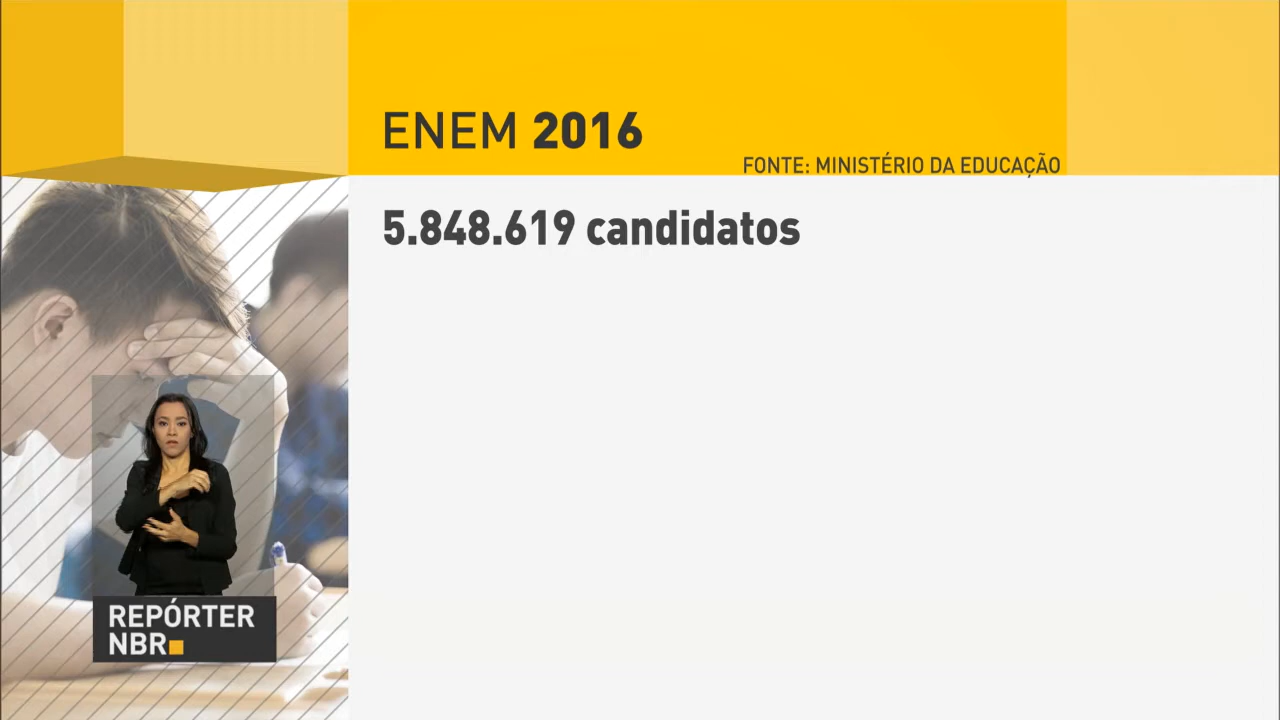 ENEM 2016
FONTE: MINISTÉRIO DA EDUCAÇÃO
5.848.619 candidatos
REPÓRTER
NBR